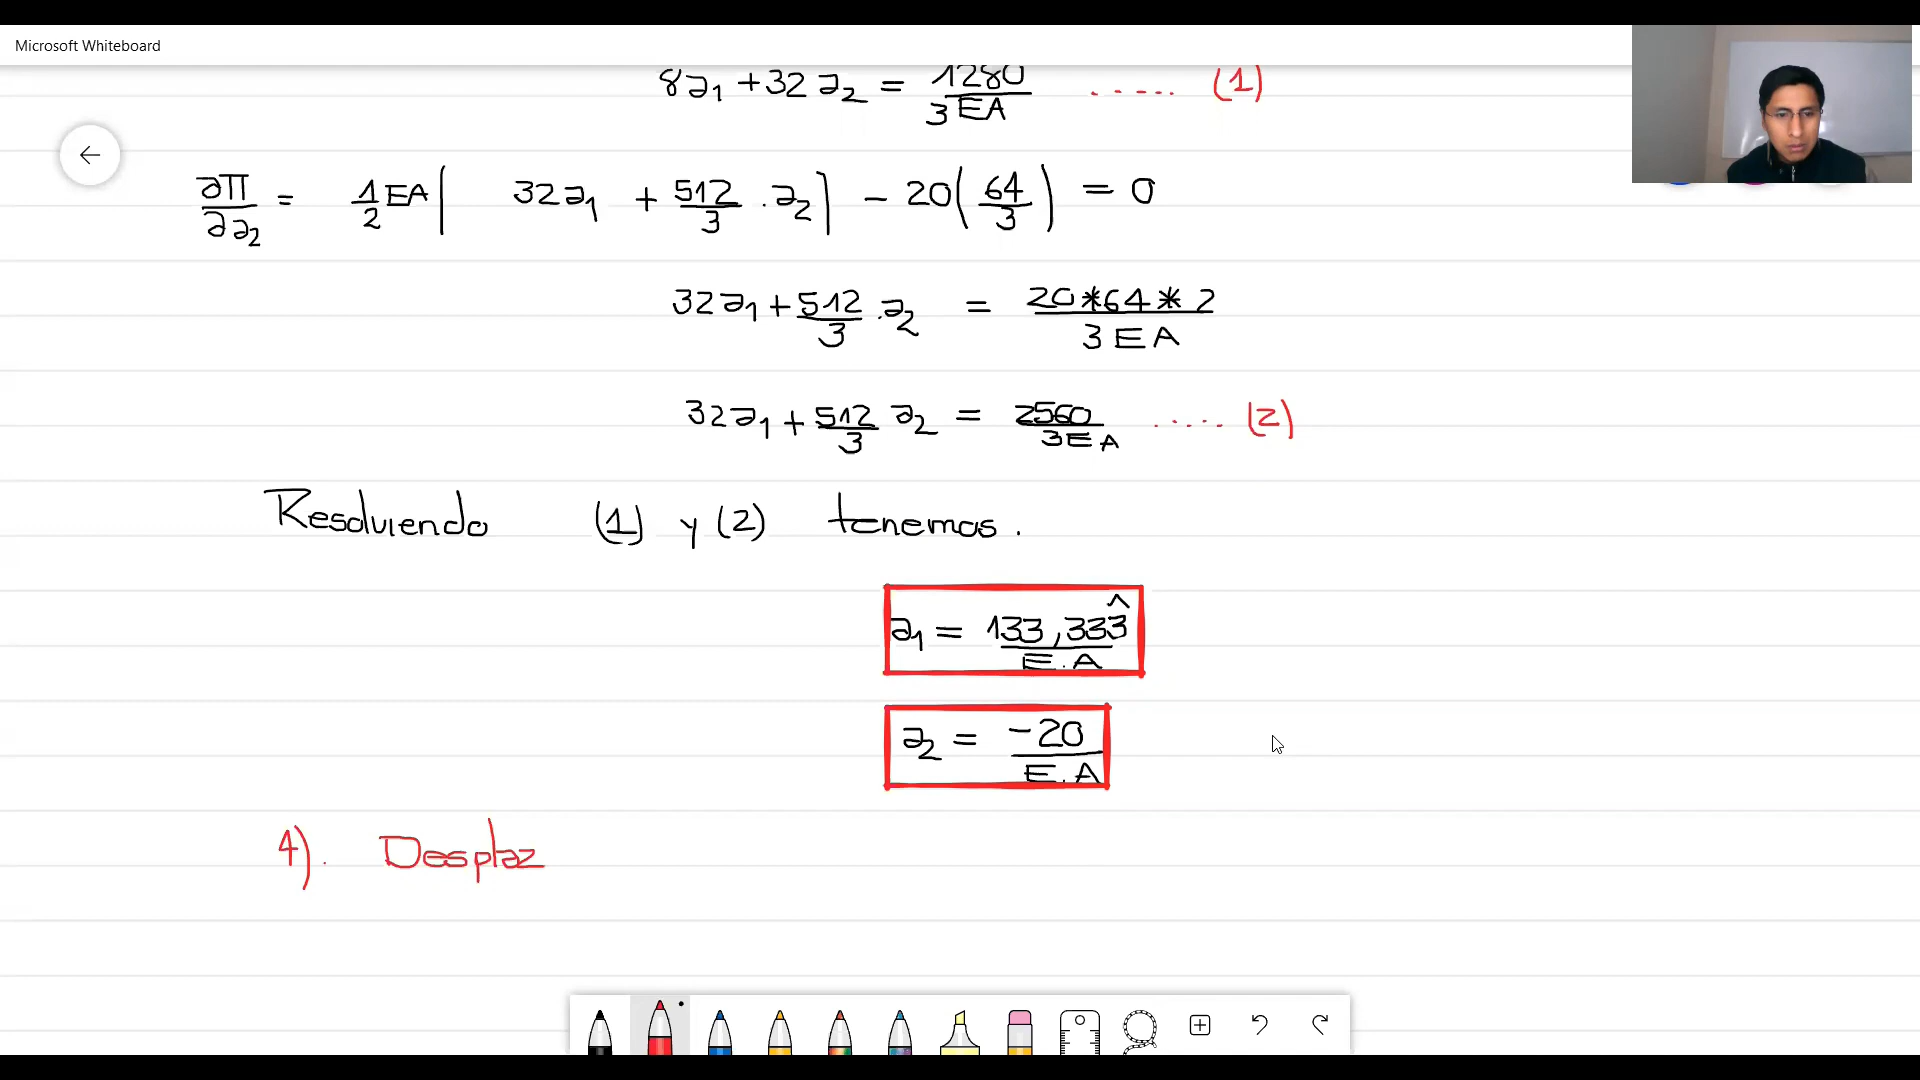 Microsoft Whiteboard
8a₁ + 32a₂ = 1280/3EA ..... (1)
∂π/∂a₂ = 1/2 EA( 32a₁ + 512/3 . a₂ ) - 20( 64/3 ) = 0
32a₁ + 512/3 . a₂ = 20*64*2/3EA
32a₁ + 512/3 a₂ = 2560/3EA ..... (2)
Resolviendo (1) y (2) tenemos.
a₁ = 133,333̂/E.A
a₂ = -20/E.A
4). Desplaz